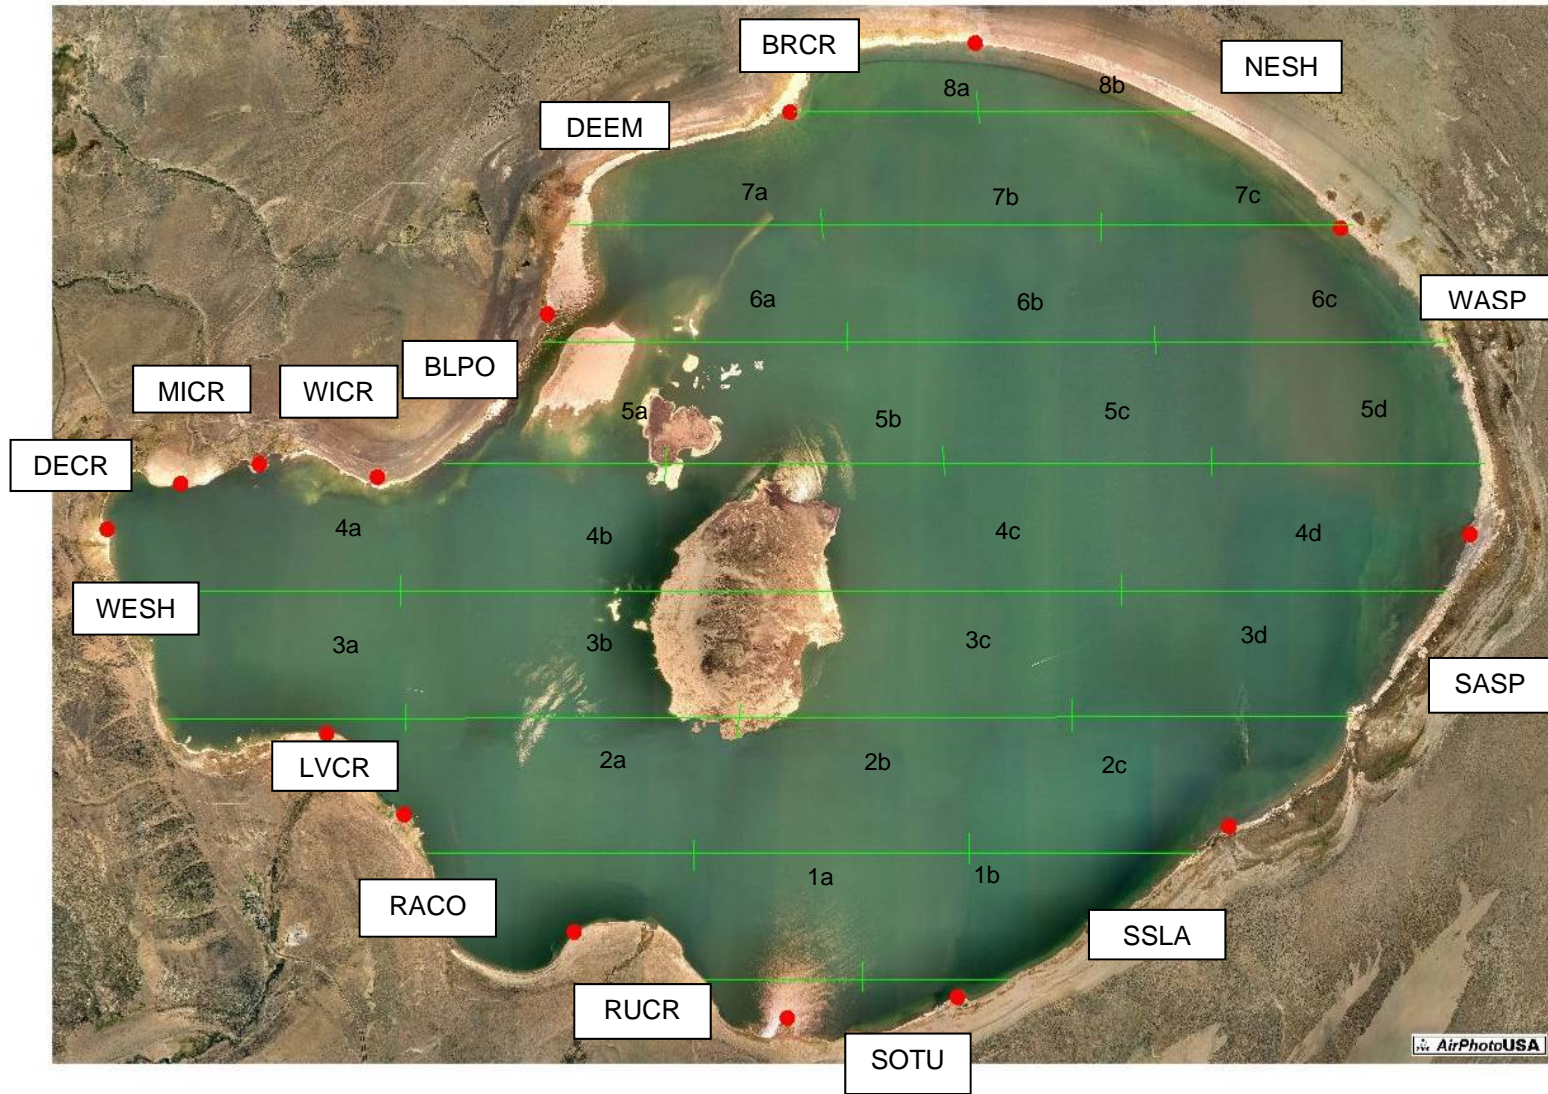 BRCR
NESH
8a
8b
DEEM
7a
7b
7c
6a
6b
6c
WASP
BLPO
MICR
WICR
5a
5b
5c
5d
DECR
4a
4b
4c
4d
WESH
3a
3b
3c
3d
SASP
LVCR
2a
2b
2c
1a
1b
RACO
SSLA
RUCR
SOTU
AirPhotoUSA